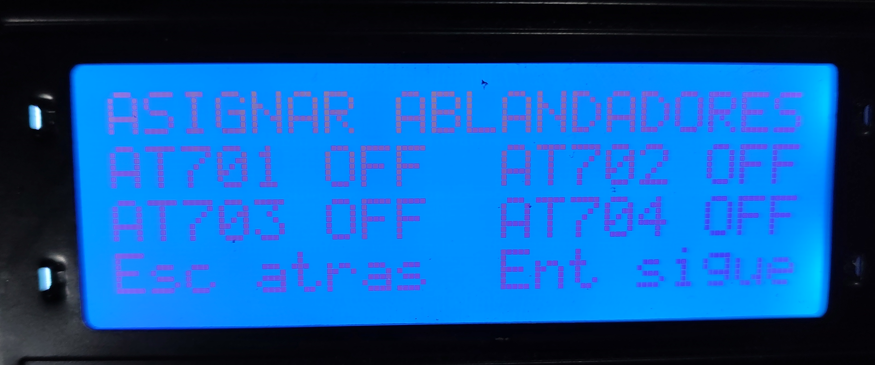 ASIGNAR ABLANDADORES
AT701 OFF AT702 OFF
AT703 OFF AT704 OFF
Esc atras Ent sigue